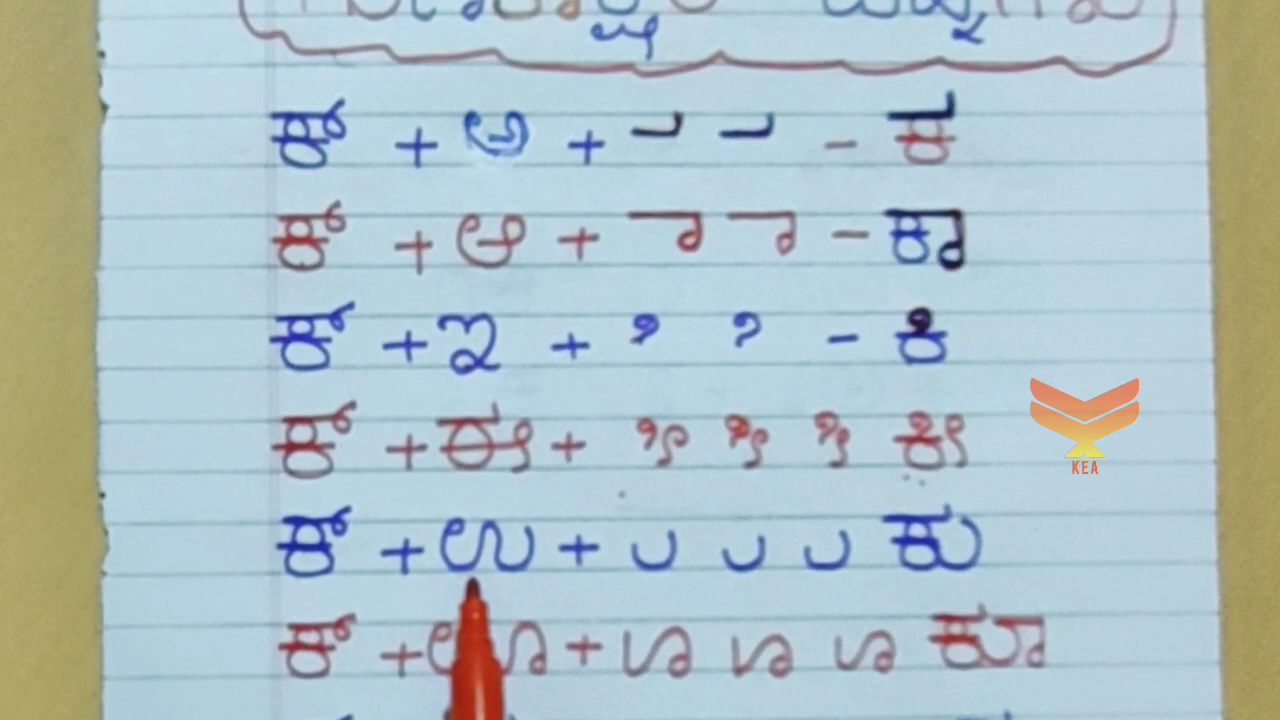 ಕ್ + ಅ + ⁓ ⁓ - ಕ
ಕ್ + ಆ + ಾ ಾ - ಕಾ
ಕ್ + ಇ + ಿ ಿ - ಕಿ
ಕ್ + ಈ + ೀ ೀ ೀ ಕೀ
ಕ್ + ಉ + ು ು ು ಕು
ಕ್ + ಊ + ೂ ೂ ೂ ಕೂ
KEA